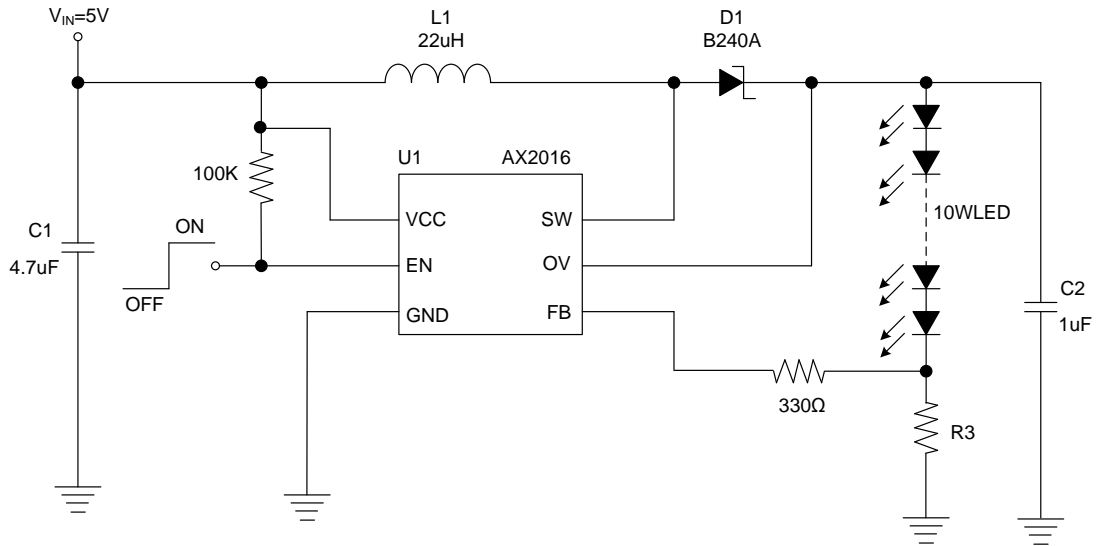 V_IN=5V
L1
22uH
D1
B240A
100K
U1
AX2016
VCC
SW
EN
OV
GND
FB
ON
OFF
C1
4.7uF
10WLED
C2
1uF
330Ω
R3